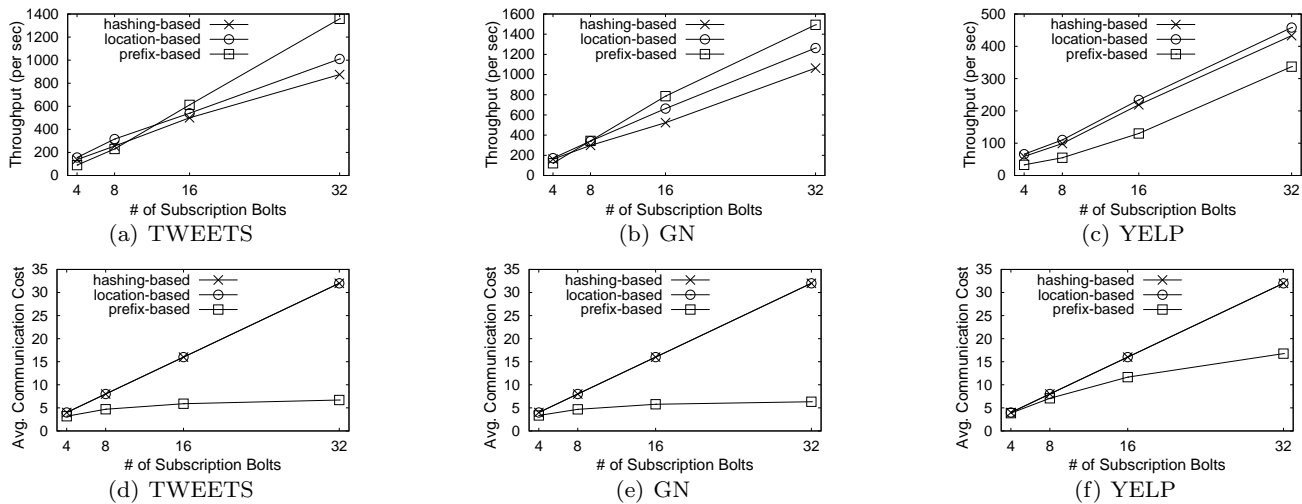 Throughput (per sec)
1400
1200
1000
800
600
400
200
0
hashing-based
location-based
prefix-based
4 8 16 32
# of Subscription Bolts
(a) TWEETS
Throughput (per sec)
1600
1400
1200
1000
800
600
400
200
0
hashing-based
location-based
prefix-based
4 8 16 32
# of Subscription Bolts
(b) GN
Throughput (per sec)
500
400
300
200
100
0
hashing-based
location-based
prefix-based
4 8 16 32
# of Subscription Bolts
(c) YELP
Avg. Communication Cost
35
30
25
20
15
10
5
0
hashing-based
location-based
prefix-based
4 8 16 32
# of Subscription Bolts
(d) TWEETS
Avg. Communication Cost
35
30
25
20
15
10
5
0
hashing-based
location-based
prefix-based
4 8 16 32
# of Subscription Bolts
(e) GN
Avg. Communication Cost
35
30
25
20
15
10
5
0
hashing-based
location-based
prefix-based
4 8 16 32
# of Subscription Bolts
(f) YELP